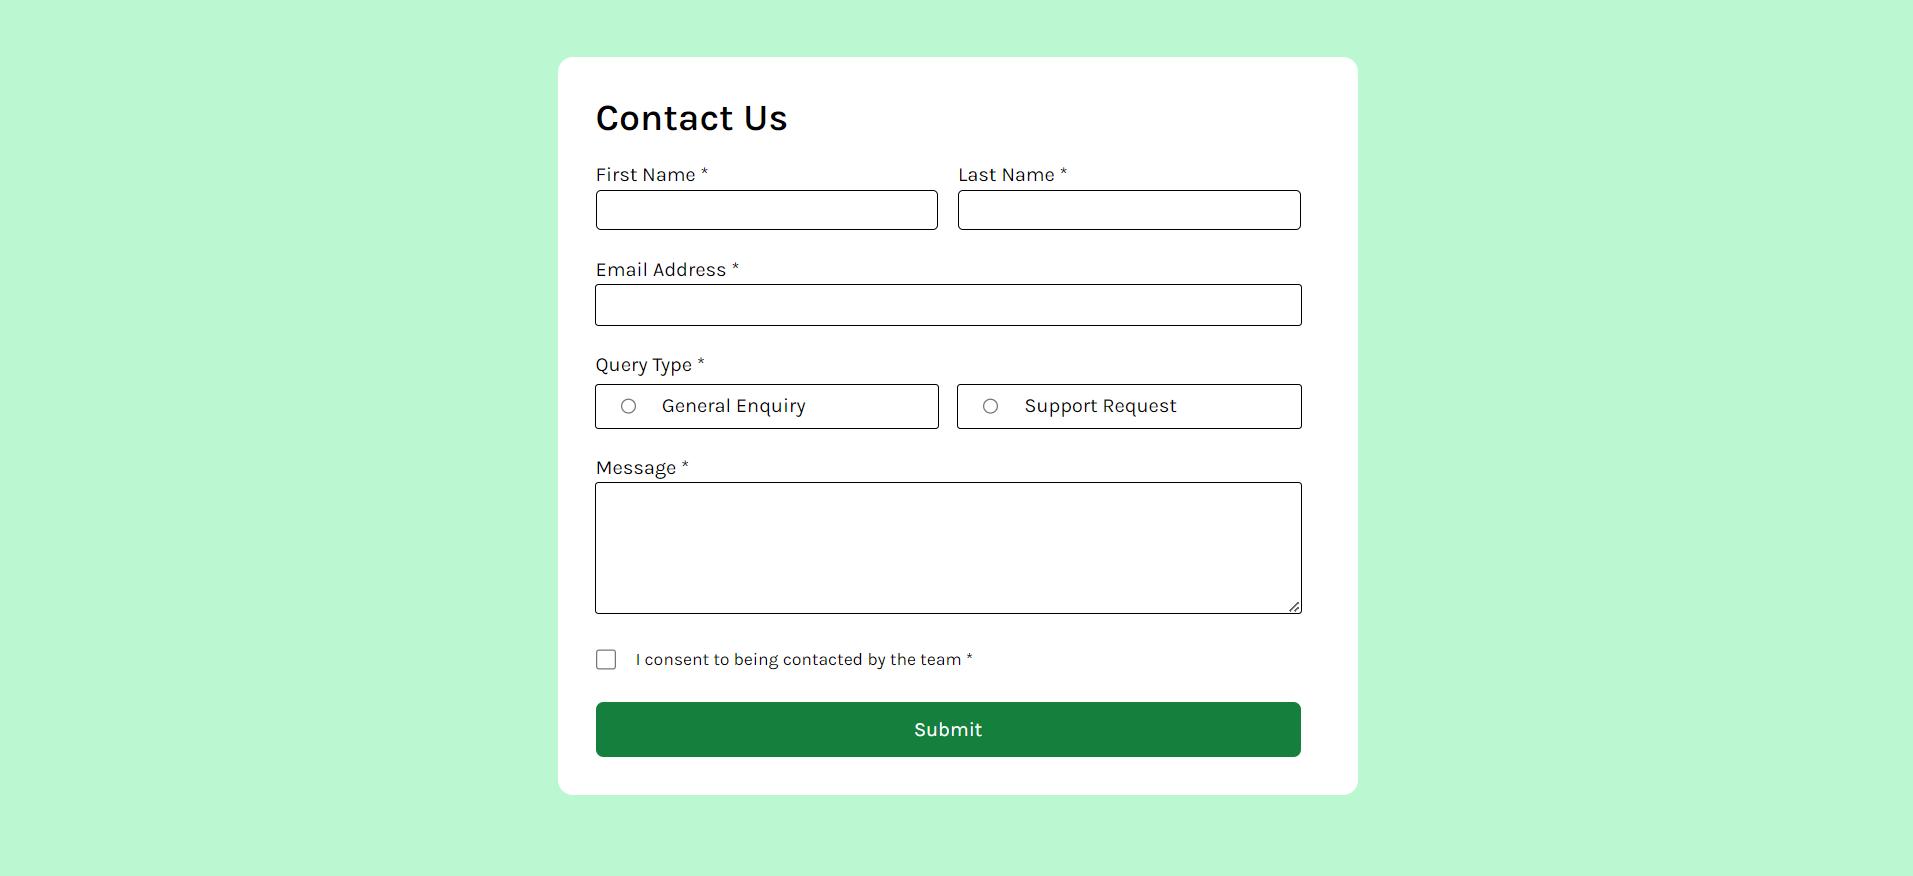 Contact Us
First Name * Last Name *
Email Address *
Query Type *
General Enquiry Support Request
Message *
I consent to being contacted by the team *
Submit